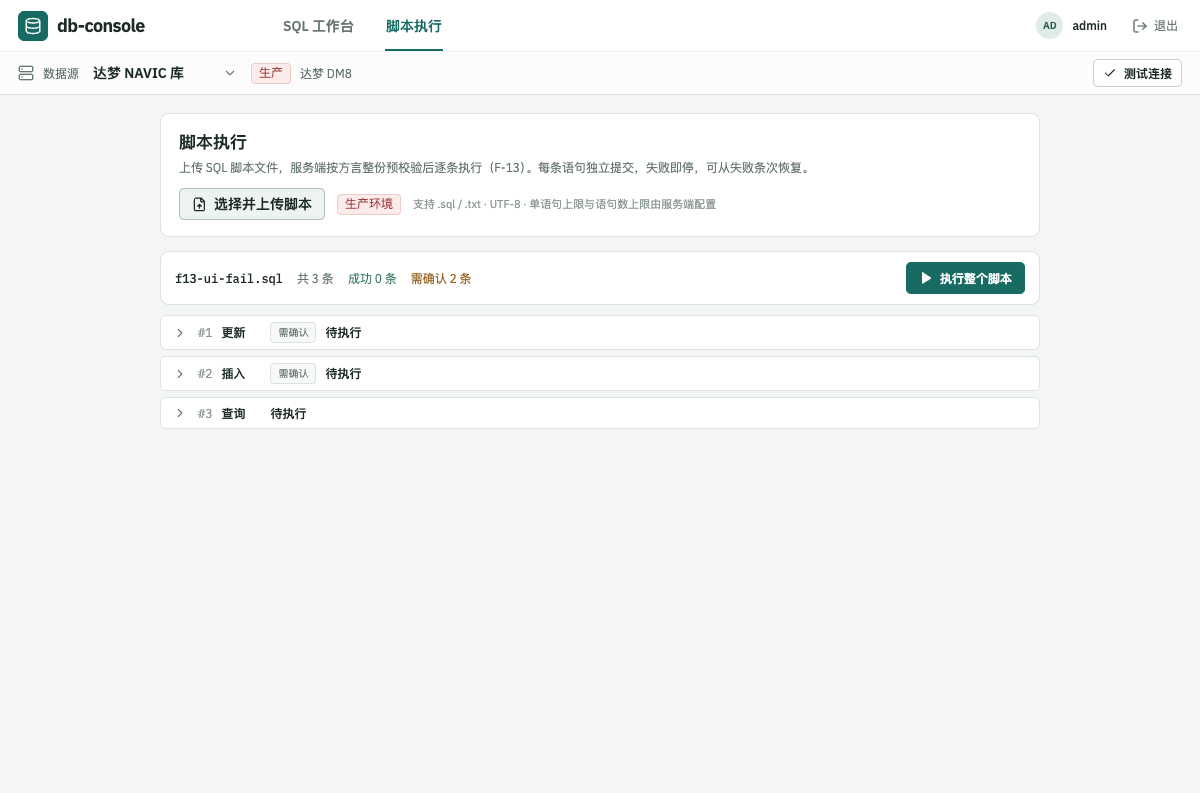 db-console
SQL 工作台
脚本执行
AD
admin
退出
数据源
达梦 NAVIC 库
生产
达梦 DM8
测试连接
脚本执行
上传 SQL 脚本文件，服务端按方言整份预校验后逐条执行（F-13）。每条语句独立提交，失败即停，可从失败条次恢复。
选择并上传脚本
生产环境
支持 .sql / .txt · UTF-8 · 单语句上限与语句数上限由服务端配置
f13-ui-fail.sql 共 3 条 成功 0 条 需确认 2 条
执行整个脚本
#1 更新 需确认 待执行
#2 插入 需确认 待执行
#3 查询 待执行